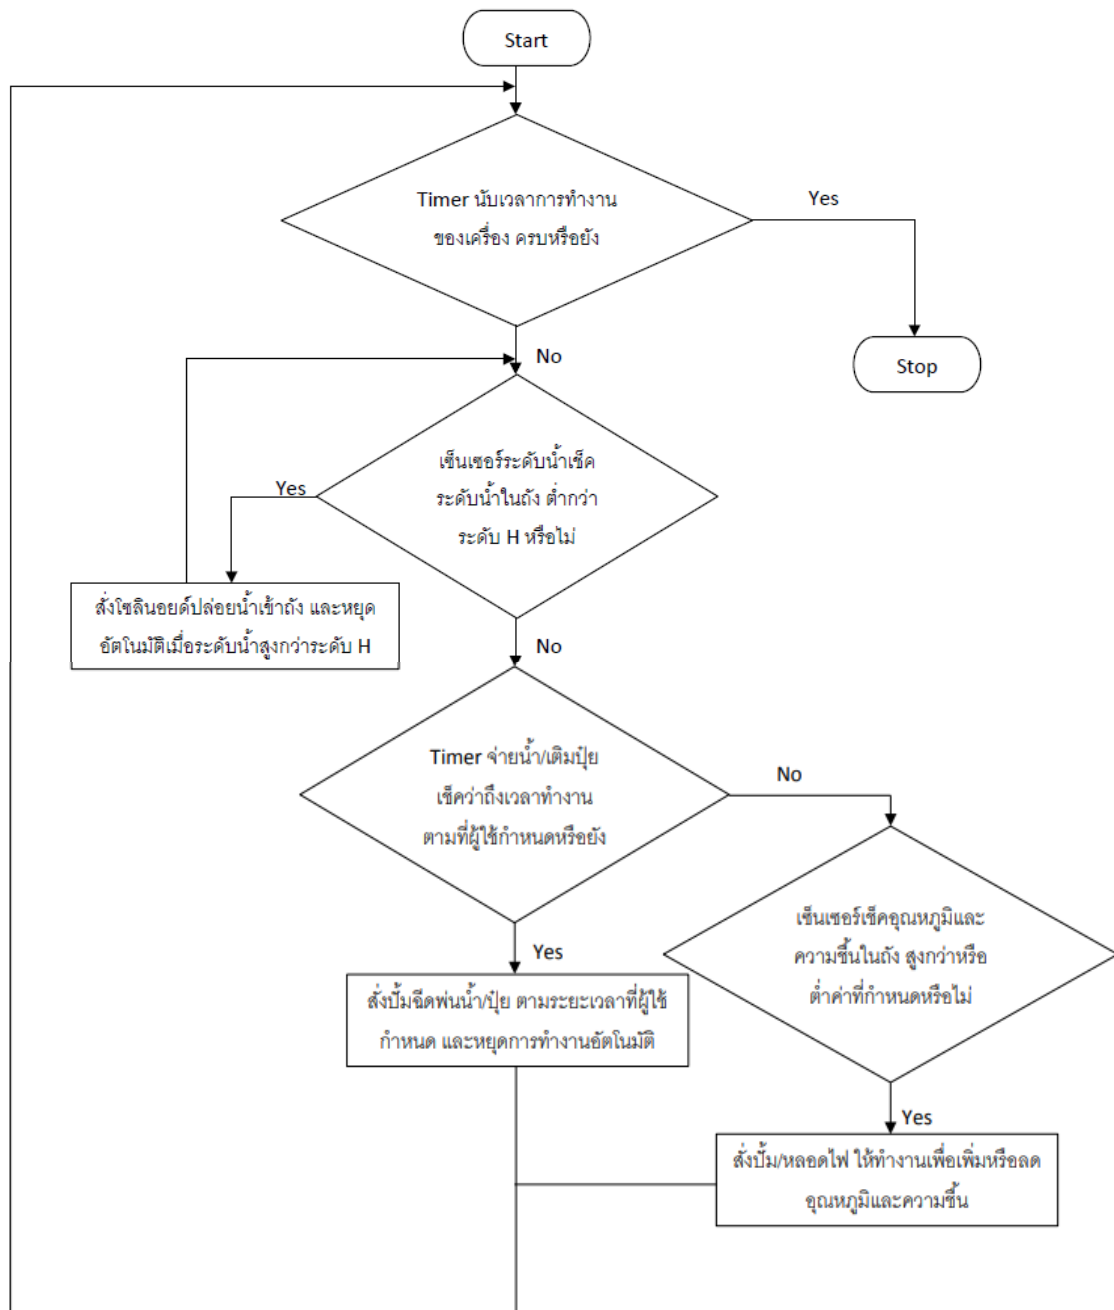 Start
Timer นับเวลาการทำงาน
ของเครื่อง ครบหรือยัง
Yes
Stop
No
เซ็นเซอร์ระดับน้ำเช็ค
ระดับน้ำในถัง ต่ำกว่า
ระดับ H หรือไม่
Yes
สั่งโซลินอยด์ปล่อยน้ำเข้าถัง และหยุด
อัตโนมัติเมื่อระดับน้ำสูงกว่าระดับ H
No
Timer จ่ายน้ำ/เติมปุ๋ย
เช็คว่าถึงเวลาทำงาน
ตามที่ผู้ใช้กำหนดหรือยัง
No
เซ็นเซอร์เช็คอุณหภูมิและ
ความชื้นในถัง สูงกว่าหรือ
ต่ำค่าที่กำหนดหรือไม่
Yes
สั่งปั้มฉีดพ่นน้ำ/ปุ๋ย ตามระยะเวลาที่ผู้ใช้
กำหนด และหยุดการทำงานอัตโนมัติ
Yes
สั่งปั้ม/หลอดไฟ ให้ทำงานเพื่อเพิ่มหรือลด
อุณหภูมิและความชื้น